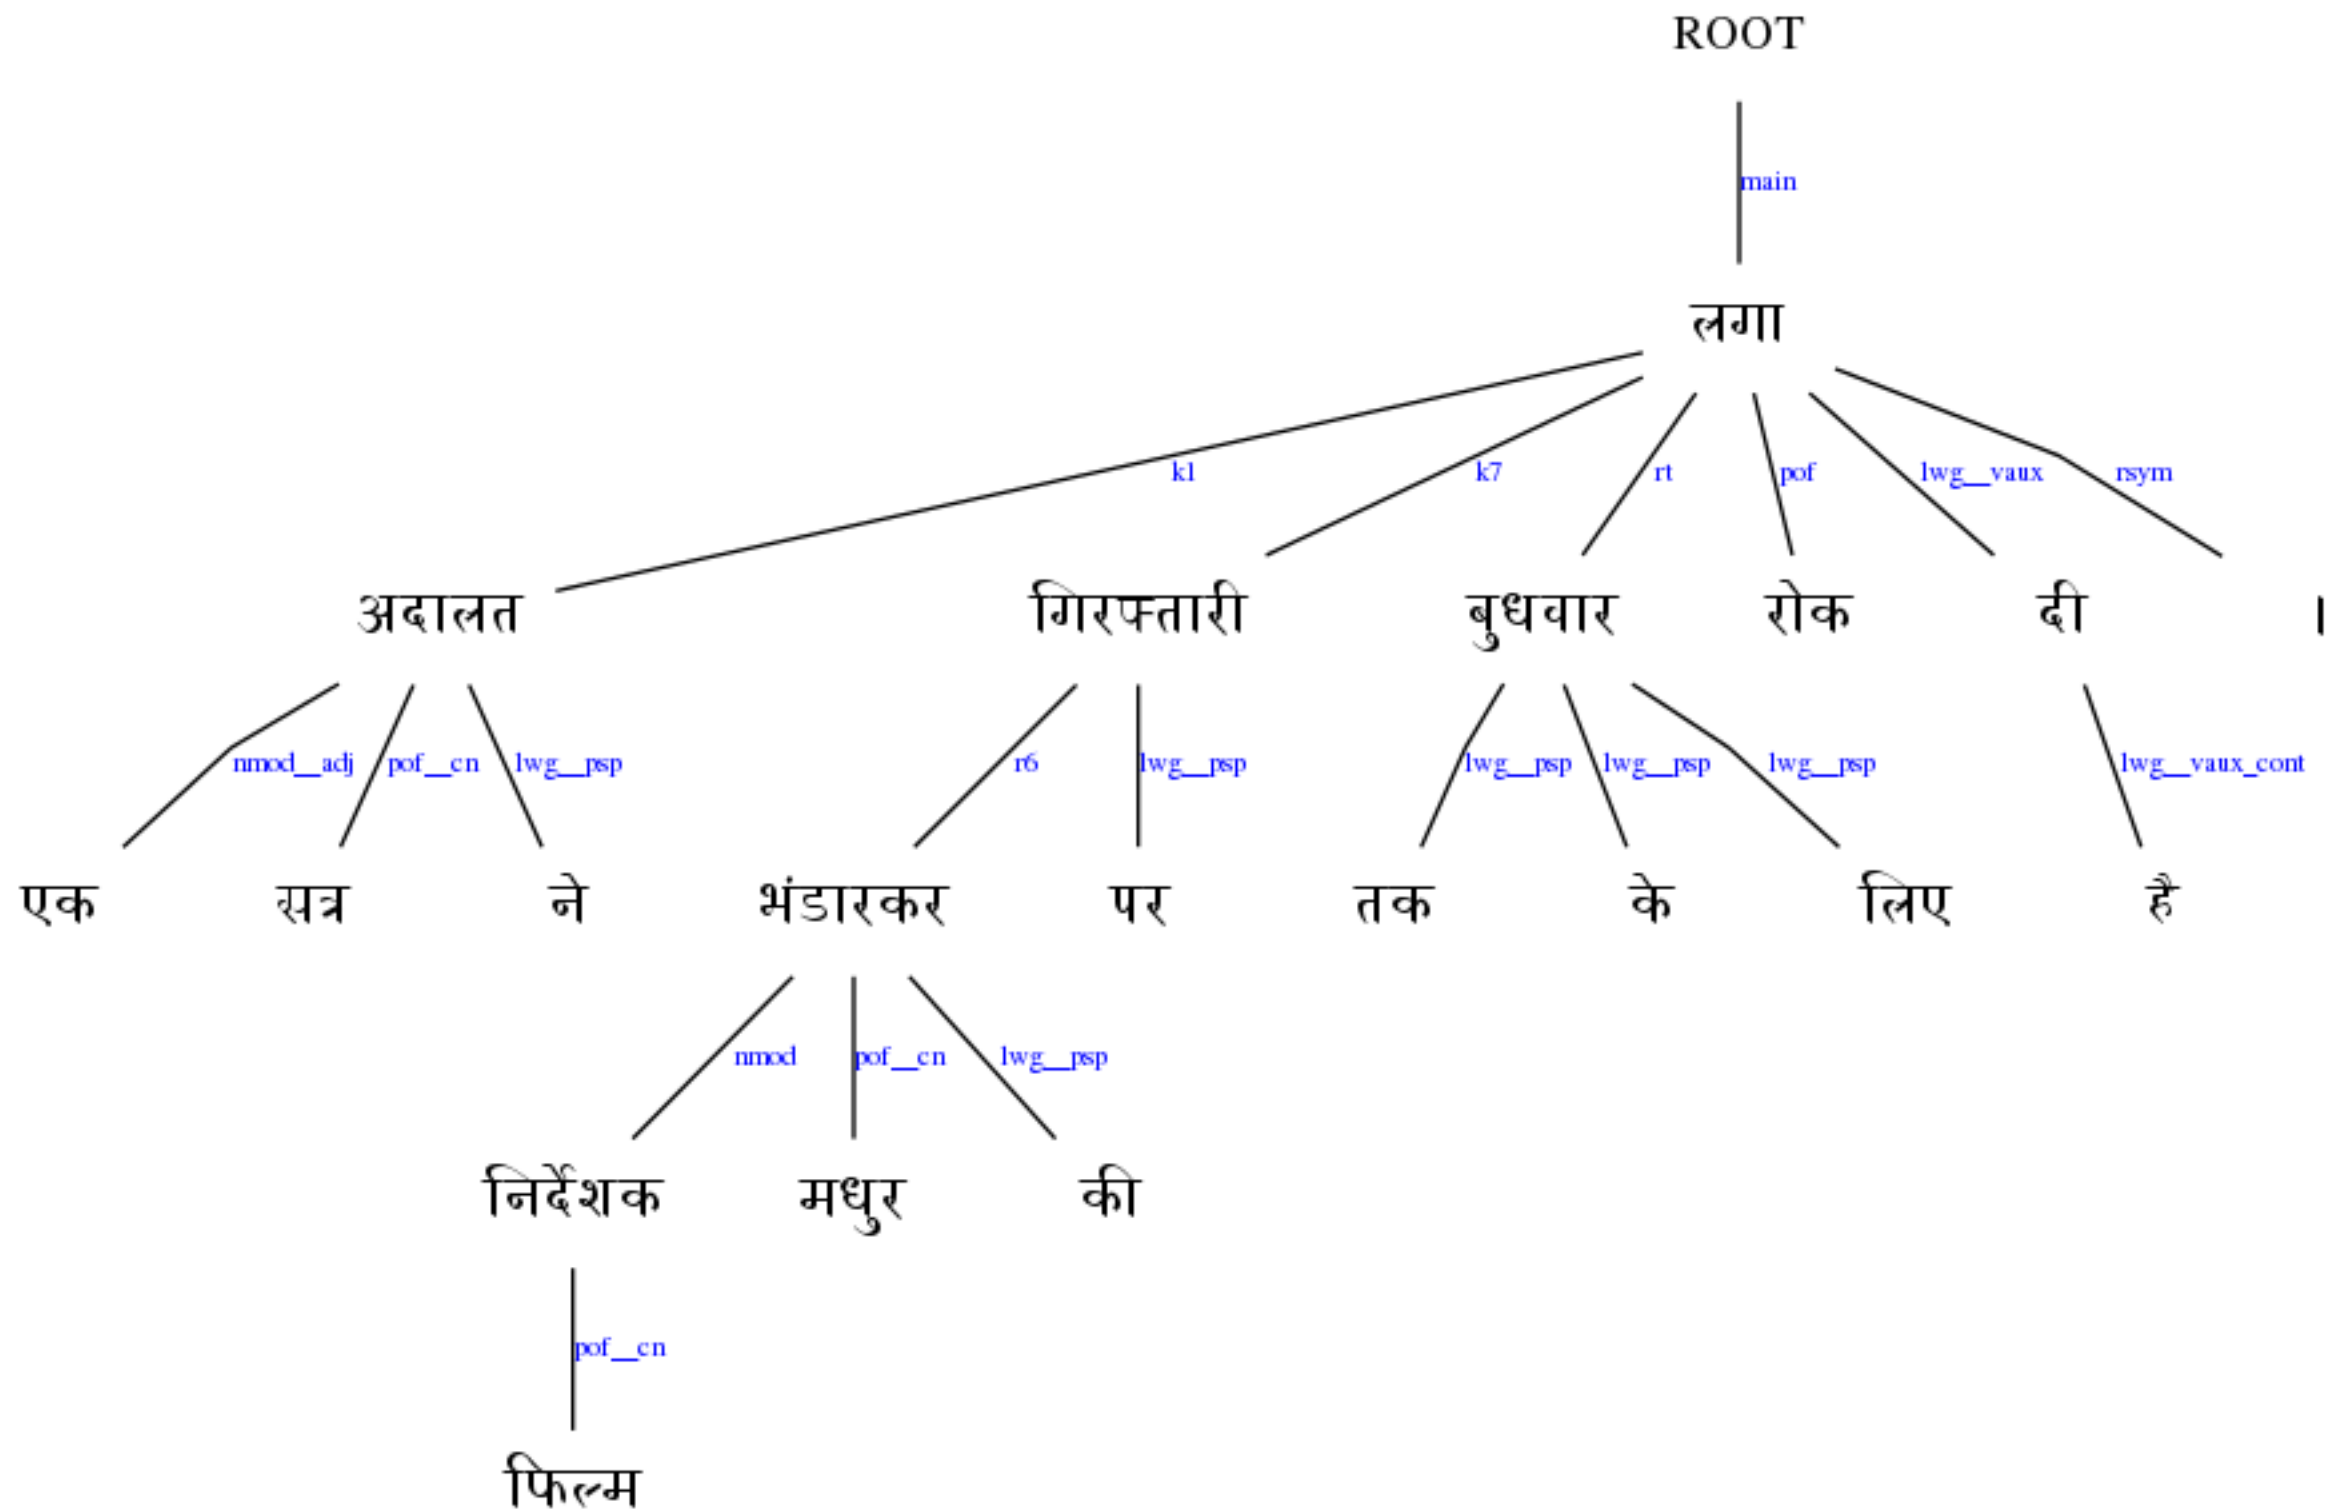 ROOT
main
लगा
k1 k7 rt pof lwg__vaux rsym
अदालत गिरफ्तारी बुधवार रोक दी ।
nmod__adj pof__cn lwg__psp r6 lwg__psp lwg__psp lwg__psp lwg__psp lwg__vaux_cont
एक सत्र ने भंडारकर पर तक के लिए है
nmod pof__cn lwg__psp
निर्देशक मधुर की
pof__cn
फिल्म